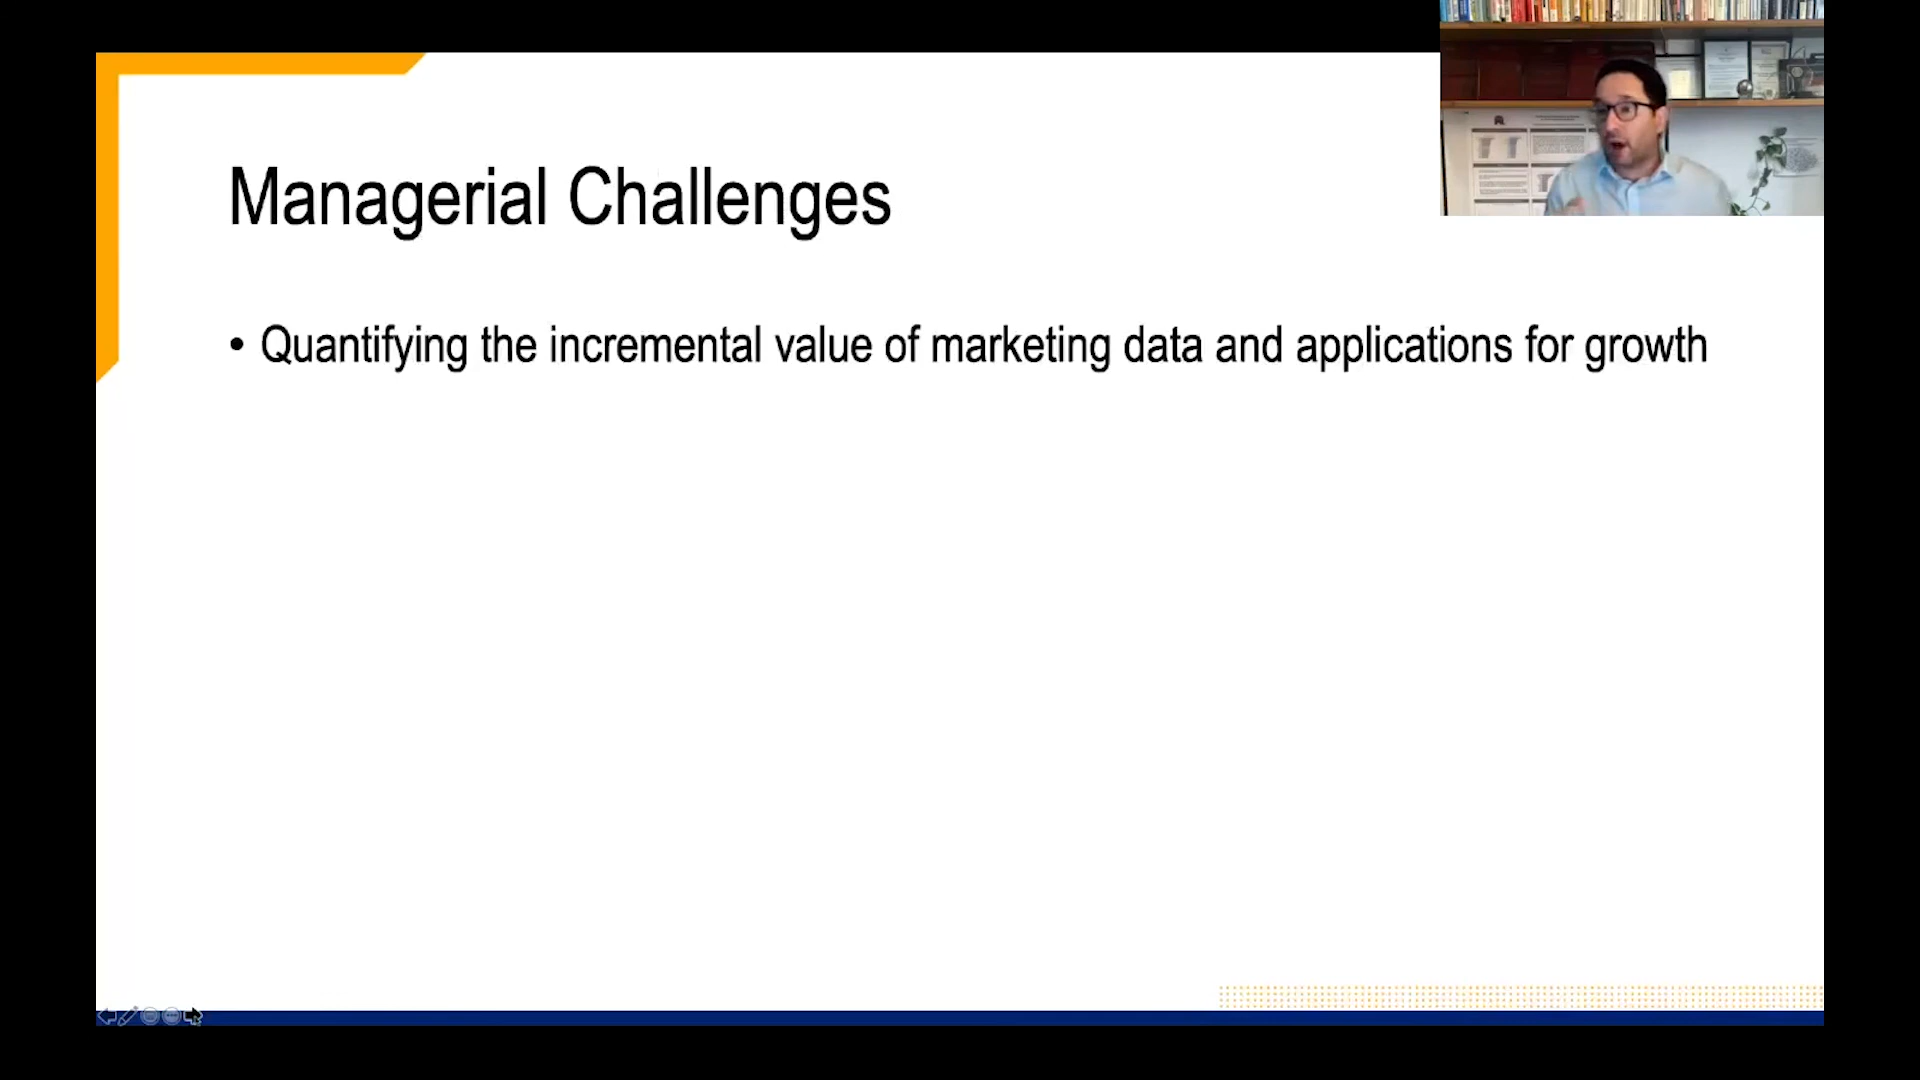 Managerial Challenges
• Quantifying the incremental value of marketing data and applications for growth